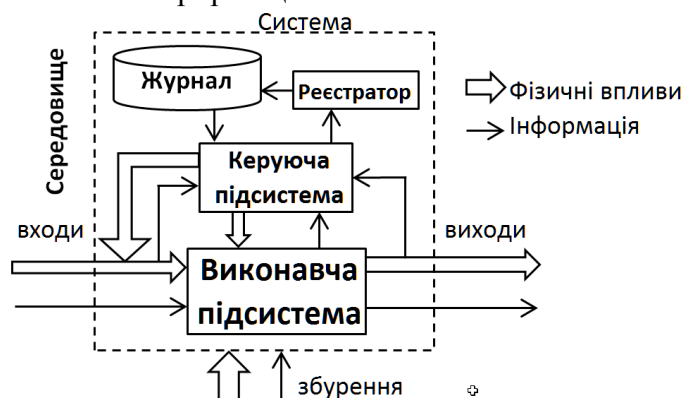 Система
Середовище
Журнал
Реєстратор
Фізичні впливи
Інформація
Керуюча
підсистема
входи
виходи
Виконавча
підсистема
збурення